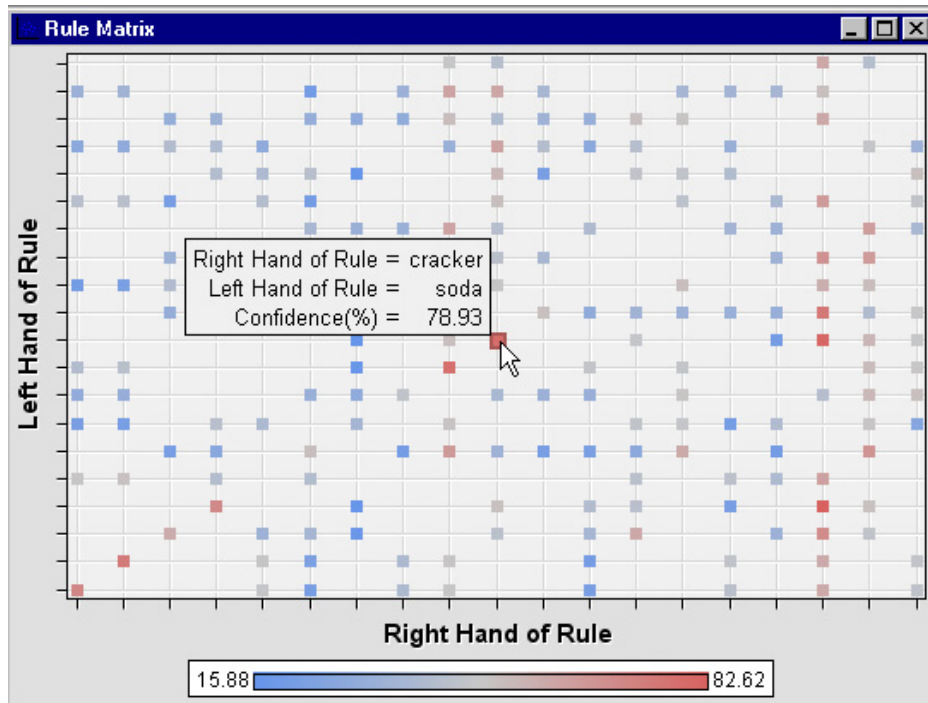 Rule Matrix
Left Hand of Rule
Right Hand of Rule = cracker
Left Hand of Rule = soda
Confidence(%) = 78.93
Right Hand of Rule
15.88 82.62